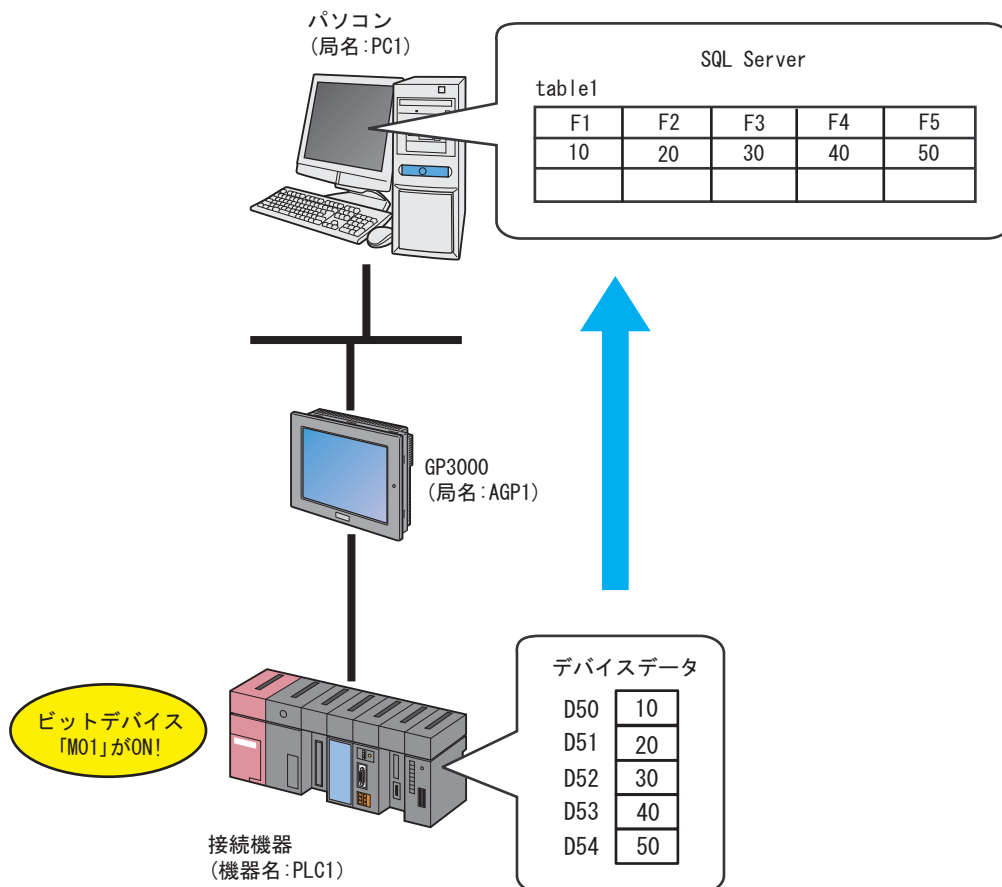 パソコン
(局名:PC1)
SQL Server
table1
F1 F2 F3 F4 F5
10 20 30 40 50
GP3000
(局名:AGP1)
ビットデバイス
「M01」がON!
デバイスデータ
D50 10
D51 20
D52 30
D53 40
D54 50
接続機器
(機器名:PLC1)